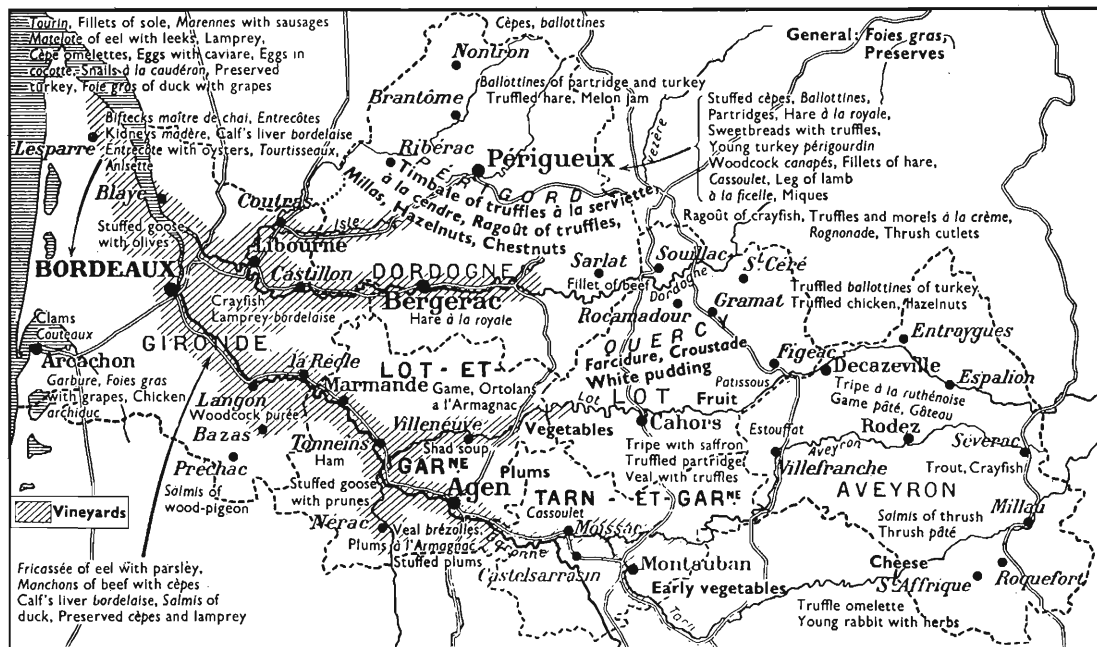 Tourin, Fillets of sole, Marennes with sausages
Matelote of eel with leeks, Lamprey,
Cèpe omelettes, Eggs with caviare, Eggs in
cocotte, Snails à la caudéran, Preserved
turkey, Foie gras of duck with grapes
Biftecks maître de chai, Entrecôtes
Kidneys madère, Calf's liver bordelaise
Entrecôte with oysters, Tourtisseaux,
Anisette
Lesparre
Blaye
Stuffed goose
with olives
BORDEAUX
Clams
Couteaux
Arcachon
Garbure, Foies gras
with grapes, Chicken
archiduc
GIRONDE
Coutras
Isle
Libourne
Castillon
Crayfish
Lamprey bordelaise
la Réole
Langon
Woodcock purée
Bazas
Préchac
Salmis of
wood-pigeon
Vineyards
Fricassée of eel with parsley,
Manchons of beef with cèpes
Calf's liver bordelaise, Salmis of
duck, Preserved cèpes and lamprey
Cèpes, ballottines
Nontron
Ballottines of partridge and turkey
Truffled hare, Melon jam
Brantôme
Ribérac
Périgueux
PÉRIGORD
Timbale of truffles à la serviette,
à la cendre, Ragoût of truffles,
Millas, Hazelnuts, Chestnuts
General: Foies gras,
Preserves
Stuffed cèpes, Ballottines,
Partridges, Hare à la royale,
Sweetbreads with truffles,
Young turkey périgourdin
Woodcock canapés, Fillets of hare,
Cassoulet, Leg of lamb
à la ficelle, Miques
Vezère
Ragoût of crayfish, Truffles and morels à la crème,
Rognonade, Thrush cutlets
DORDOGNE
Bergerac
Hare à la royale
Sarlat
Fillet of beef
Souillac
Dordogne
St. Céré
Rocamadour
Gramat
Truffled ballotines of turkey
Truffled chicken, Hazelnuts
QUERCY
Farcidure, Croustade
White pudding
LOT
Lot
Fruit
Vegetables
Figeac
Patissous
Decazeville
Entraygues
Espalion
Tripe à la ruthénoise
Game pâté, Gâteau
Rodez
LOT-ET
GARNE
Marmande
Game, Ortolans
a l'Armagnac
Villeneuve
Shad soup
Tonneins
Ham
Stuffed goose
with prunes
Agen
Plums
Nérac
Veal brézolles
Plums à l'Armagnac
Stuffed plums
Garonne
Cahors
Tripe with saffron
Truffled partridge
Veal with truffles
Estouffat
Aveyron
Villefranche
AVEYRON
Séverac
Trout, Crayfish
Millau
Salmis of thrush
Thrush pâté
TARN-ET-GARNE
Cassoulet
Moissac
Castelsarrasin
Montauban
Early vegetables
Tarn
Cheese
St. Affrique
Roquefort
Truffle omelette
Young rabbit with herbs